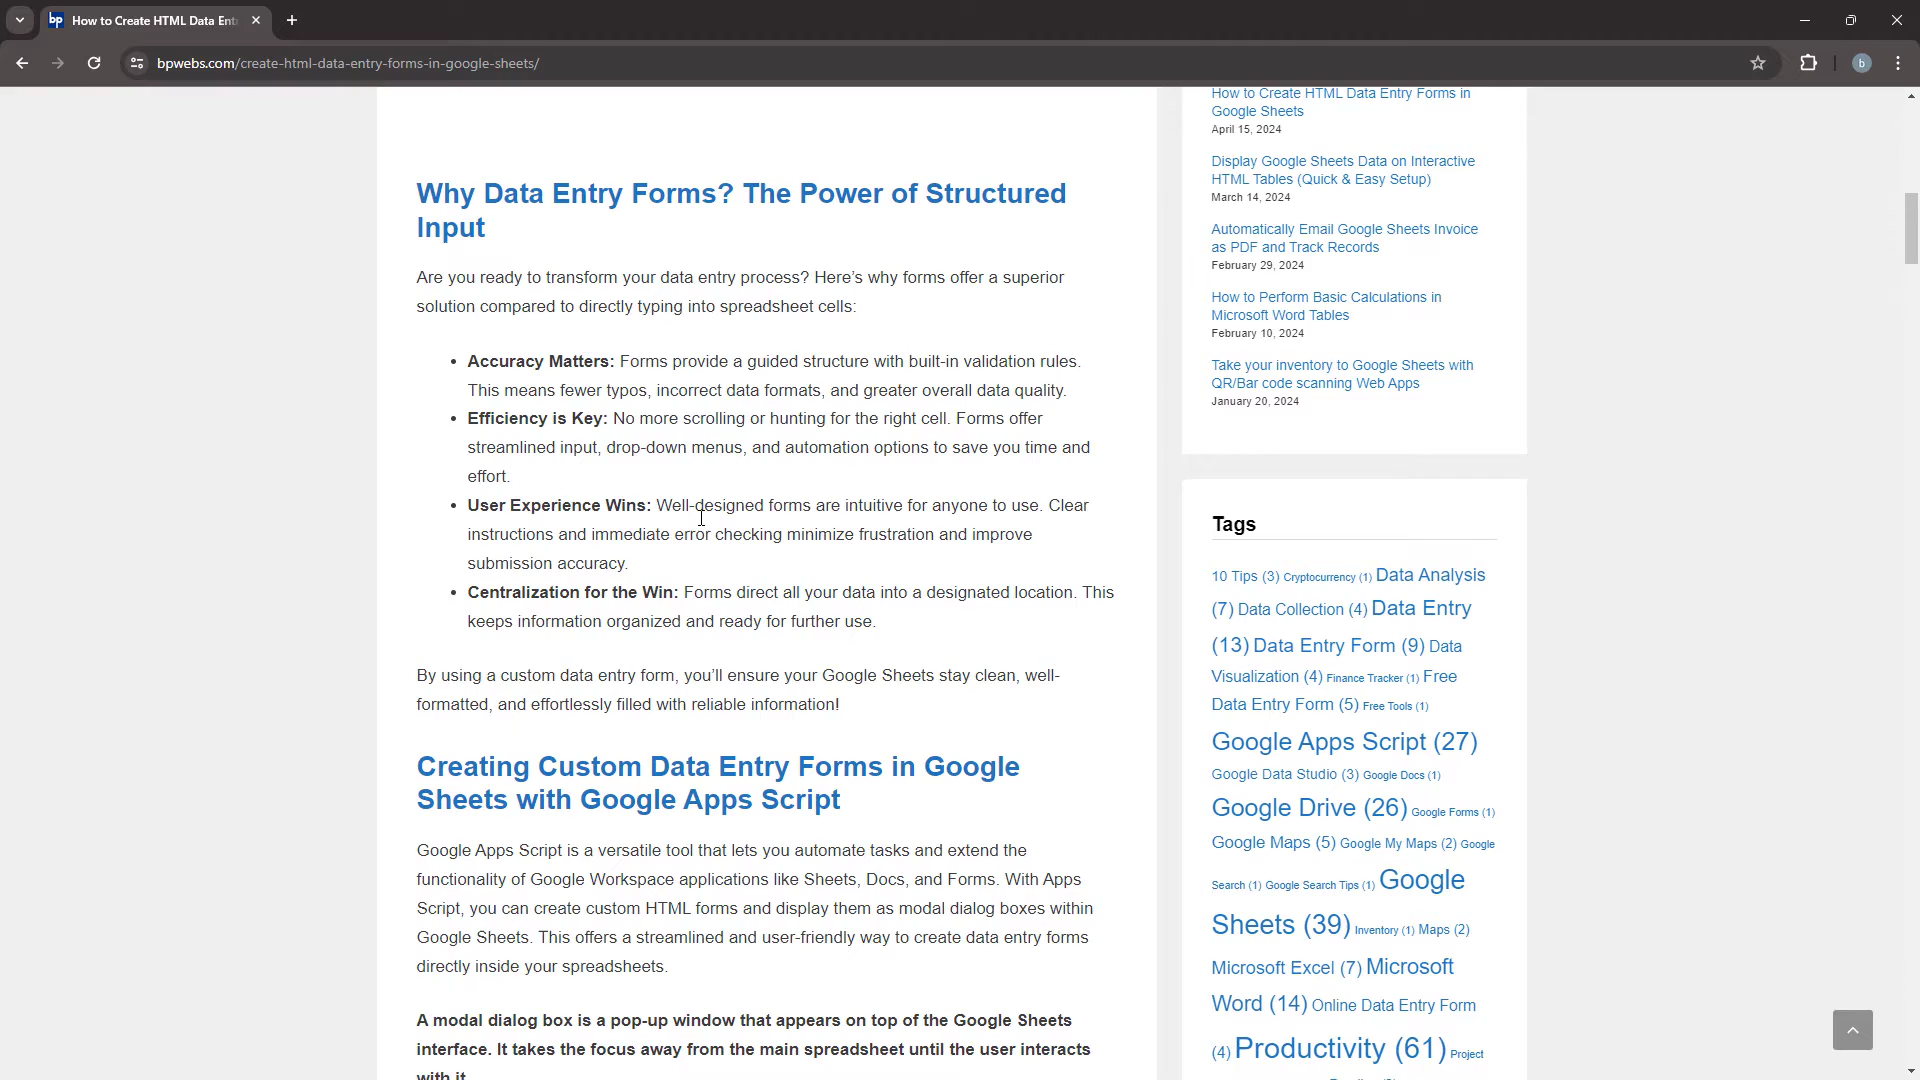 How to Create HTML Data Ent
bpwebs.com/create-html-data-entry-forms-in-google-sheets/
b
Why Data Entry Forms? The Power of Structured
Input
Are you ready to transform your data entry process? Here’s why forms offer a superior
solution compared to directly typing into spreadsheet cells:
• Accuracy Matters: Forms provide a guided structure with built-in validation rules.
This means fewer typos, incorrect data formats, and greater overall data quality.
• Efficiency is Key: No more scrolling or hunting for the right cell. Forms offer
streamlined input, drop-down menus, and automation options to save you time and
effort.
• User Experience Wins: Well-designed forms are intuitive for anyone to use. Clear
instructions and immediate error checking minimize frustration and improve
submission accuracy.
• Centralization for the Win: Forms direct all your data into a designated location. This
keeps information organized and ready for further use.
By using a custom data entry form, you’ll ensure your Google Sheets stay clean, well-
formatted, and effortlessly filled with reliable information!
Creating Custom Data Entry Forms in Google
Sheets with Google Apps Script
Google Apps Script is a versatile tool that lets you automate tasks and extend the
functionality of Google Workspace applications like Sheets, Docs, and Forms. With Apps
Script, you can create custom HTML forms and display them as modal dialog boxes within
Google Sheets. This offers a streamlined and user-friendly way to create data entry forms
directly inside your spreadsheets.
A modal dialog box is a pop-up window that appears on top of the Google Sheets
interface. It takes the focus away from the main spreadsheet until the user interacts
with it
How to Create HTML Data Entry Forms in
Google Sheets
April 15, 2024
Display Google Sheets Data on Interactive
HTML Tables (Quick & Easy Setup)
March 14, 2024
Automatically Email Google Sheets Invoice
as PDF and Track Records
February 29, 2024
How to Perform Basic Calculations in
Microsoft Word Tables
February 10, 2024
Take your inventory to Google Sheets with
QR/Bar code scanning Web Apps
January 20, 2024
Tags
10 Tips (3) Cryptocurrency (1) Data Analysis
(7) Data Collection (4) Data Entry
(13) Data Entry Form (9) Data
Visualization (4) Finance Tracker (1) Free
Data Entry Form (5) Free Tools (1)
Google Apps Script (27)
Google Data Studio (3) Google Docs (1)
Google Drive (26) Google Forms (1)
Google Maps (5) Google My Maps (2) Google
Search (1) Google Search Tips (1) Google
Sheets (39) Inventory (1) Maps (2)
Microsoft Excel (7) Microsoft
Word (14) Online Data Entry Form
(4) Productivity (61) Project